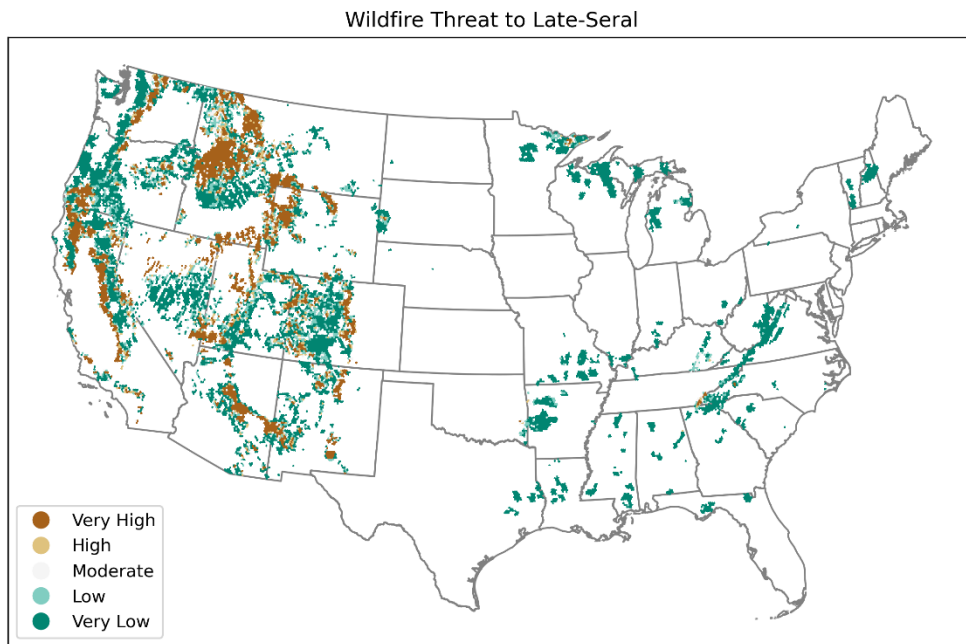 Wildfire Threat to Late-Seral
Very High
High
Moderate
Low
Very Low